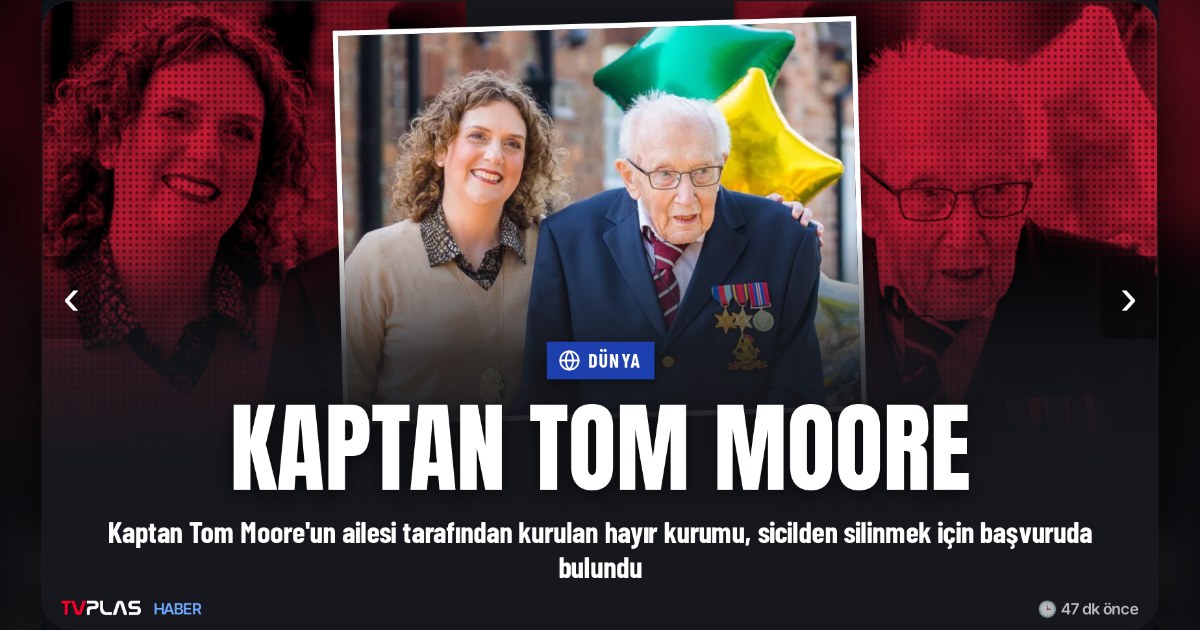 DÜNYA
KAPTAN TOM MOORE
Kaptan Tom Moore'un ailesi tarafından kurulan hayır kurumu, sicilden silinmek için başvuruda
bulundu
TVPLAS HABER
47 dk önce